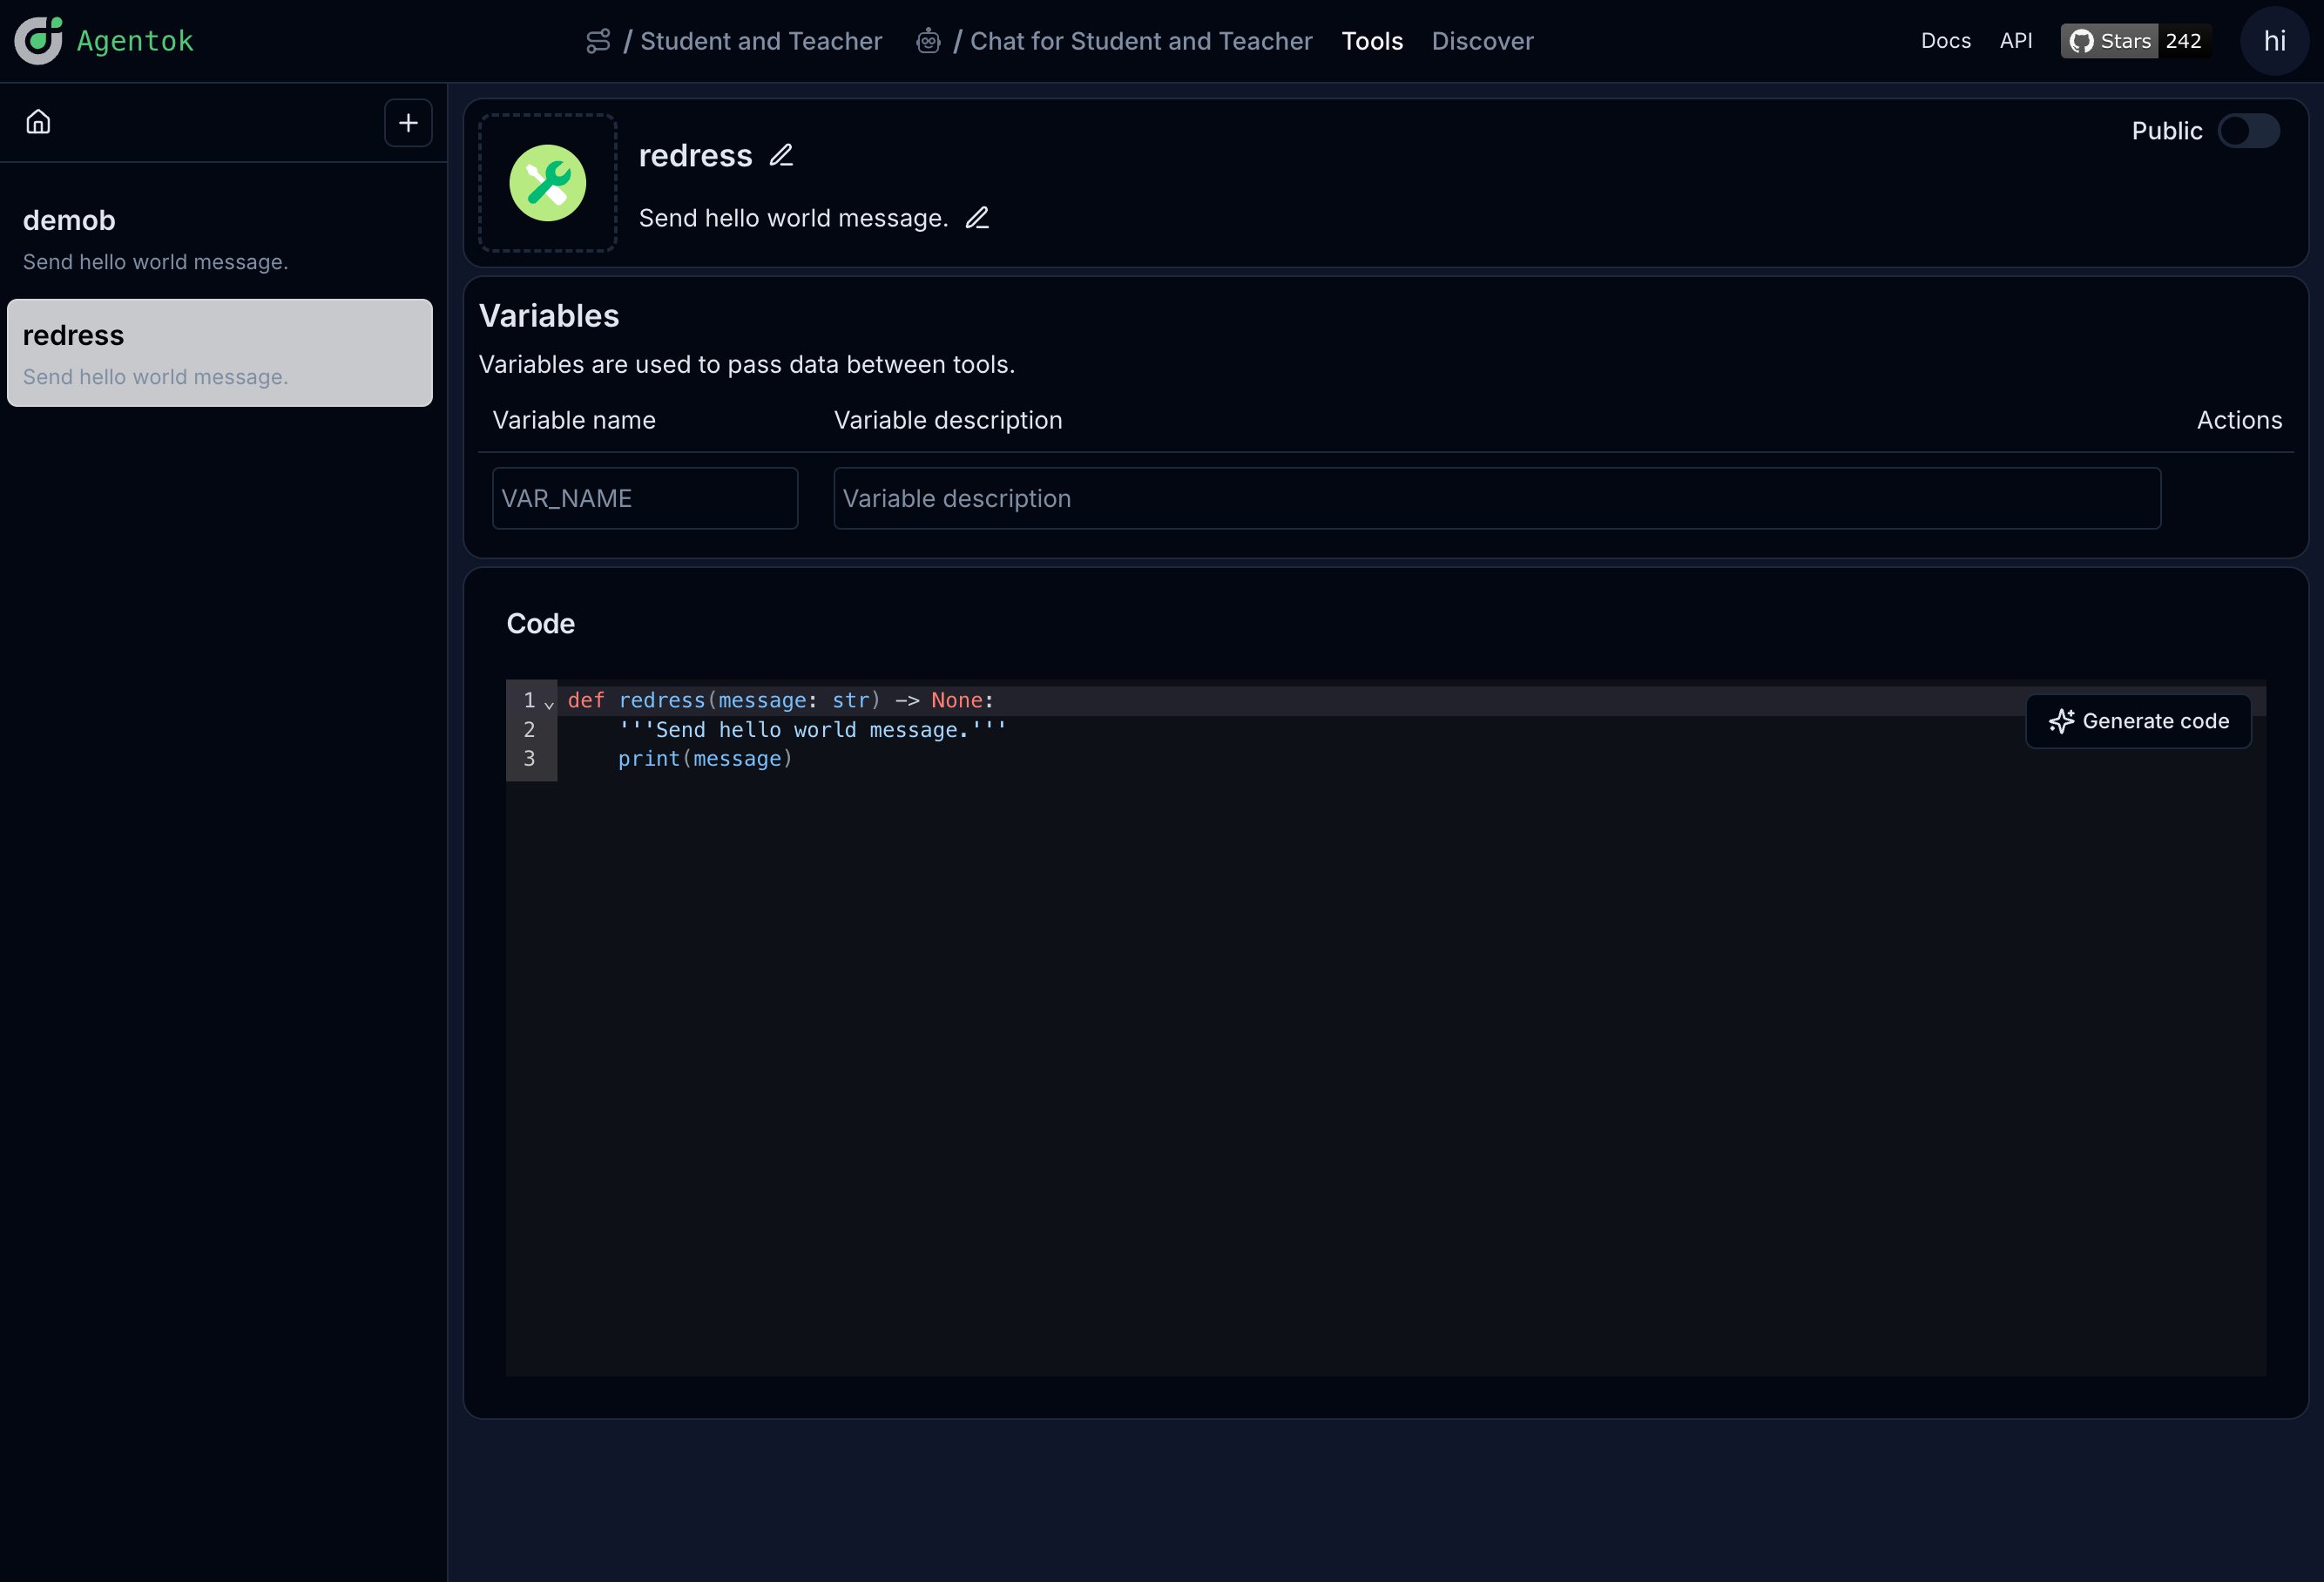 Agentok
/ Student and Teacher / Chat for Student and Teacher Tools Discover
Docs API Stars 242 hi
demob
Send hello world message.
redress
Send hello world message.
redress
Send hello world message.
Public
Variables
Variables are used to pass data between tools.
Variable name Variable description Actions
VAR_NAME Variable description
Code
Generate code
1 def redress(message: str) -> None:
2     '''Send hello world message.'''
3     print(message)